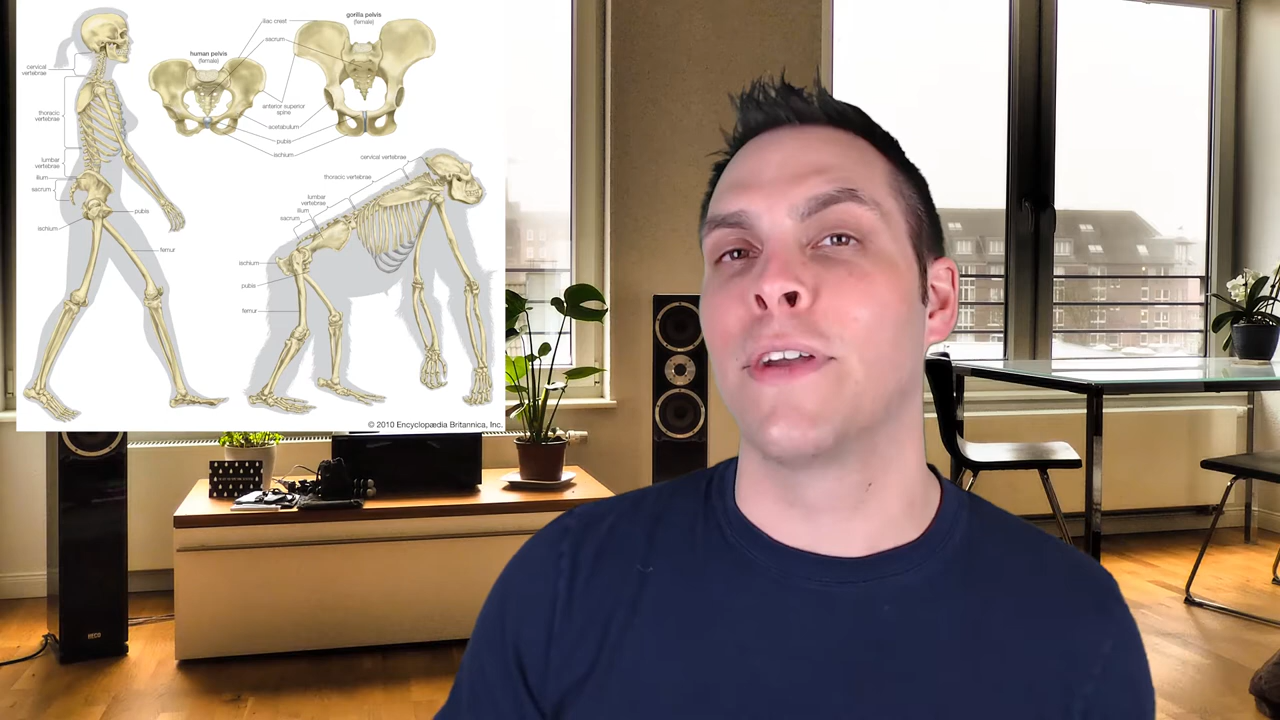 gorilla pelvis
(female)
iliac crest
sacrum
human pelvis
(female)
anterior superior
spine
acetabulum
pubis
ischium
cervical
vertebrae
thoracic
vertebrae
lumbar
vertebrae
ilium
sacrum
pubis
ischium
femur
cervical vertebrae
thoracic vertebrae
lumbar
vertebrae
ilium
sacrum
ischium
pubis
femur
© 2010 Encyclopædia Britannica, Inc.